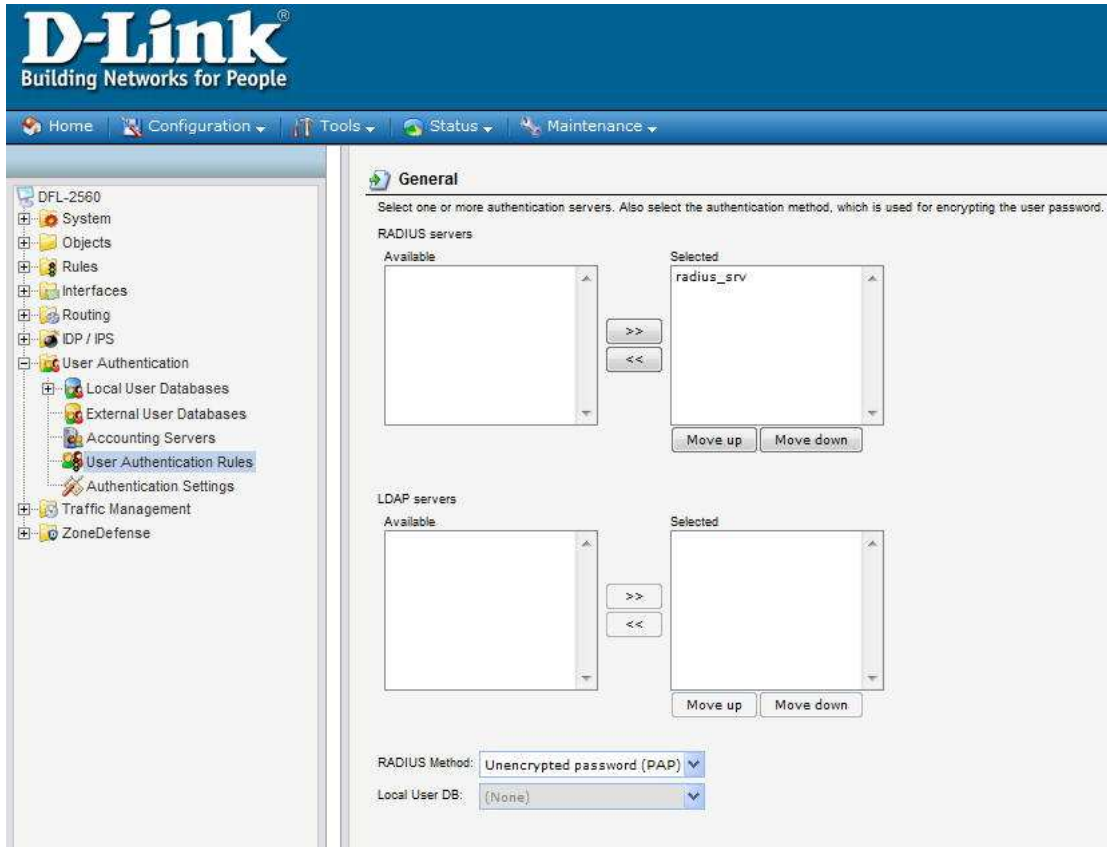 D-Link®
Building Networks for People
Home Configuration Tools Status Maintenance
DFL-2560
System
Objects
Rules
Interfaces
Routing
IDP / IPS
User Authentication
Local User Databases
External User Databases
Accounting Servers
User Authentication Rules
Authentication Settings
Traffic Management
ZoneDefense
General
Select one or more authentication servers. Also select the authentication method, which is used for encrypting the user password.
RADIUS servers
Available Selected
radius_srv
>>
<<
Move up Move down
LDAP servers
Available Selected
>>
<<
Move up Move down
RADIUS Method: Unencrypted password (PAP)
Local User DB: (None)